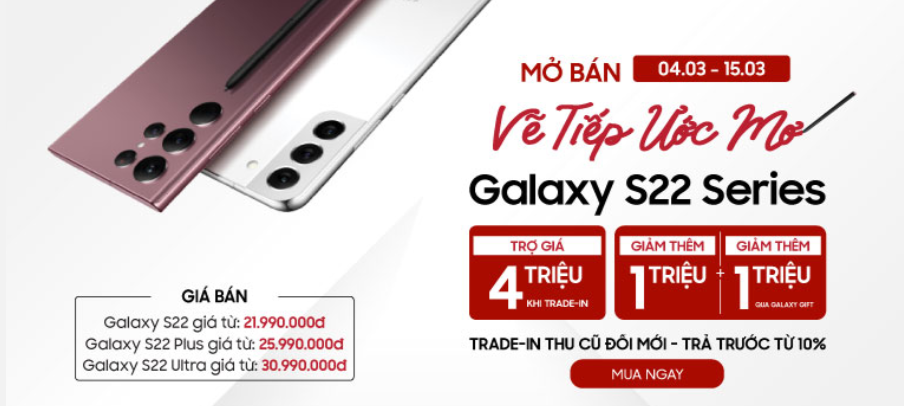 MỞ BÁN 04.03 - 15.03
Vẽ Tiếp Ước Mơ
Galaxy S22 Series
TRỢ GIÁ
4 TRIỆU
KHI TRADE-IN
GIẢM THÊM
1 TRIỆU
+
GIẢM THÊM
1 TRIỆU
QUA GALAXY GIFT
GIÁ BÁN
Galaxy S22 giá từ: 21.990.000đ
Galaxy S22 Plus giá từ: 25.990.000đ
Galaxy S22 Ultra giá từ: 30.990.000đ
TRADE-IN THU CŨ ĐỔI MỚI - TRẢ TRƯỚC TỪ 10%
MUA NGAY